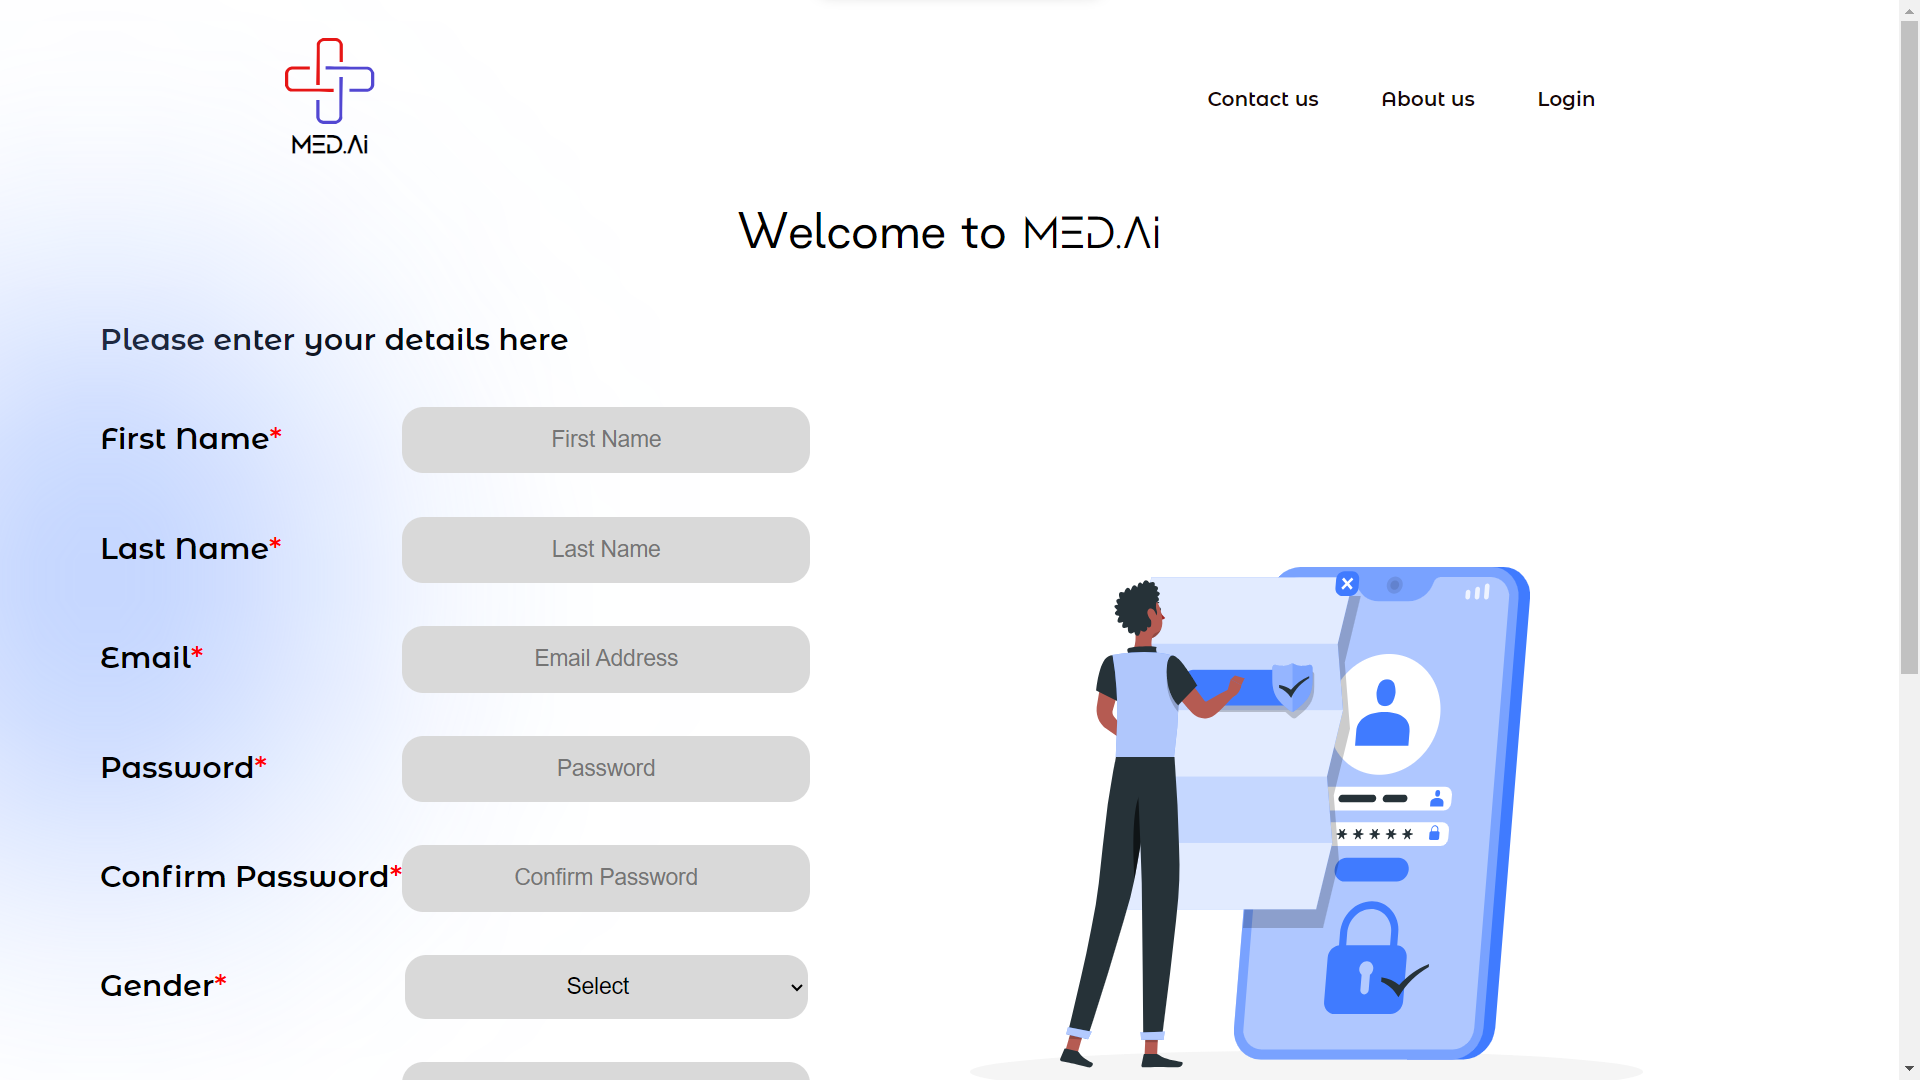 MED.Ai
Contact us
About us
Login
Welcome to MED.Ai
Please enter your details here
First Name*
First Name
Last Name*
Last Name
Email*
Email Address
Password*
Password
Confirm Password*
Confirm Password
Gender*
Select
*****